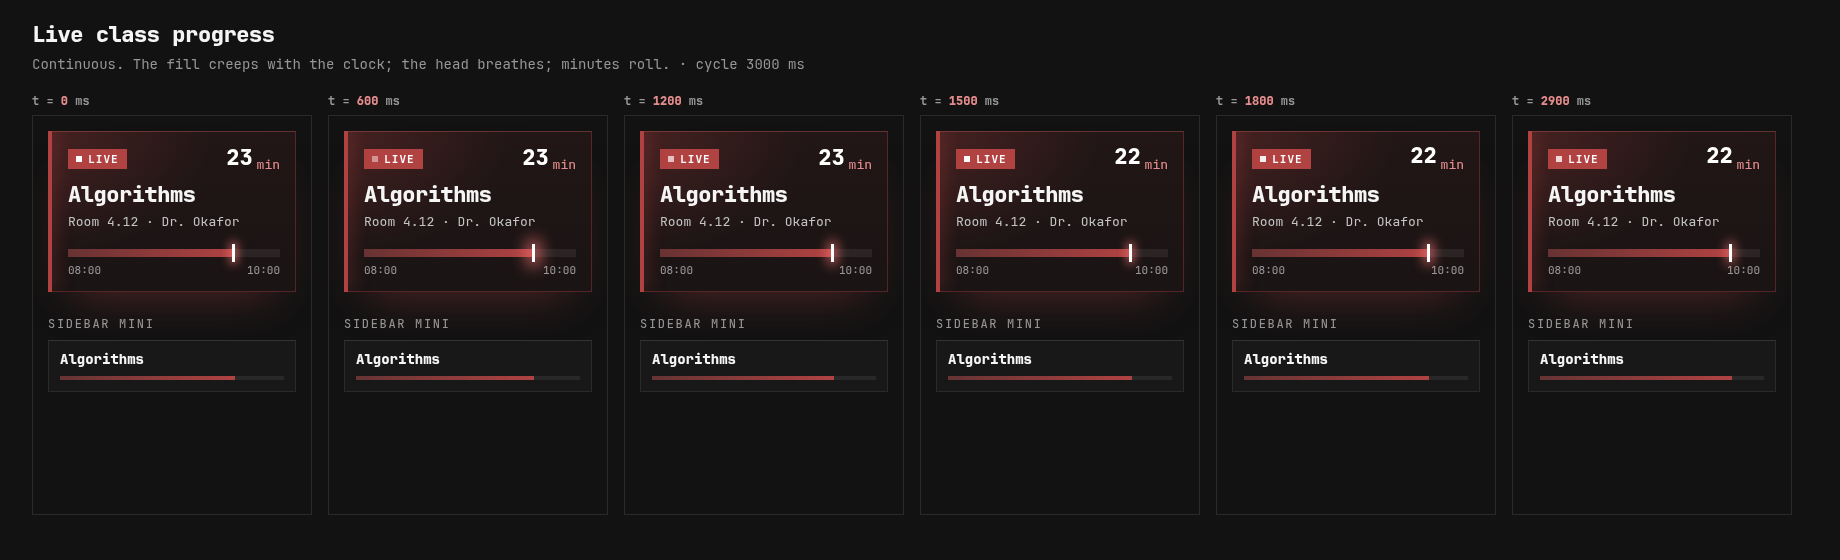 Live class progress
Continuous. The fill creeps with the clock; the head breathes; minutes roll. · cycle 3000 ms
t = 0 ms
LIVE
23 min
Algorithms
Room 4.12 · Dr. Okafor
08:00 10:00
SIDEBAR MINI
Algorithms
t = 600 ms
LIVE
23 min
Algorithms
Room 4.12 · Dr. Okafor
08:00 10:00
SIDEBAR MINI
Algorithms
t = 1200 ms
LIVE
23 min
Algorithms
Room 4.12 · Dr. Okafor
08:00 10:00
SIDEBAR MINI
Algorithms
t = 1500 ms
LIVE
22 min
Algorithms
Room 4.12 · Dr. Okafor
08:00 10:00
SIDEBAR MINI
Algorithms
t = 1800 ms
LIVE
22 min
Algorithms
Room 4.12 · Dr. Okafor
08:00 10:00
SIDEBAR MINI
Algorithms
t = 2900 ms
LIVE
22 min
Algorithms
Room 4.12 · Dr. Okafor
08:00 10:00
SIDEBAR MINI
Algorithms